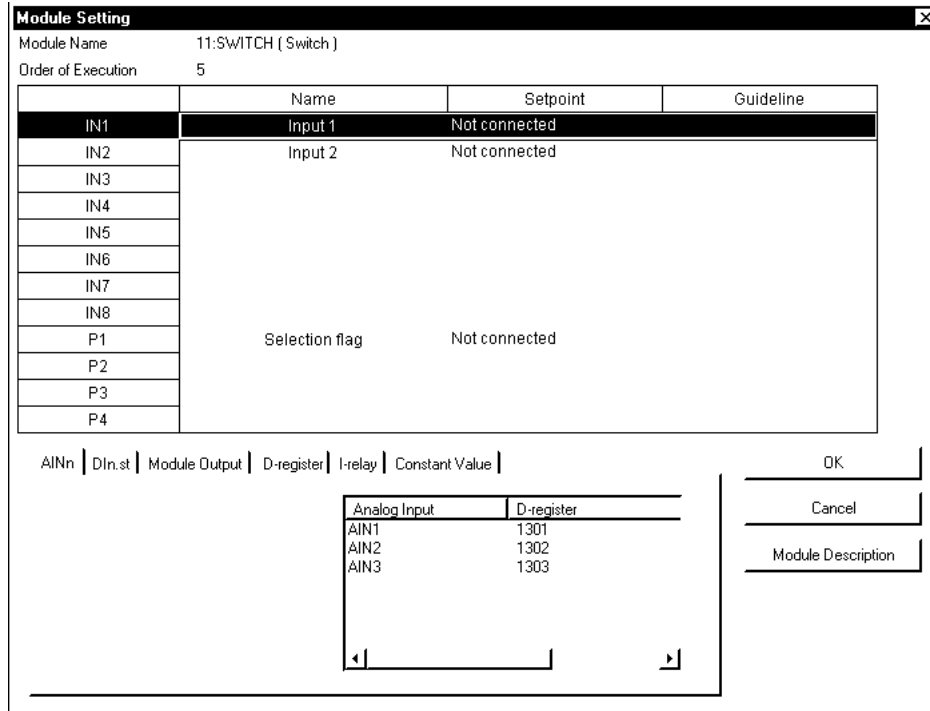 Module Setting
Module Name 11:SWITCH ( Switch )
Order of Execution 5
Name Setpoint Guideline
IN1 Input 1 Not connected
IN2 Input 2 Not connected
IN3
IN4
IN5
IN6
IN7
IN8
P1 Selection flag Not connected
P2
P3
P4
AINn DIn.st Module Output D-register I-relay Constant Value OK
Analog Input D-register Cancel
AIN1 1301
AIN2 1302
AIN3 1303
Module Description